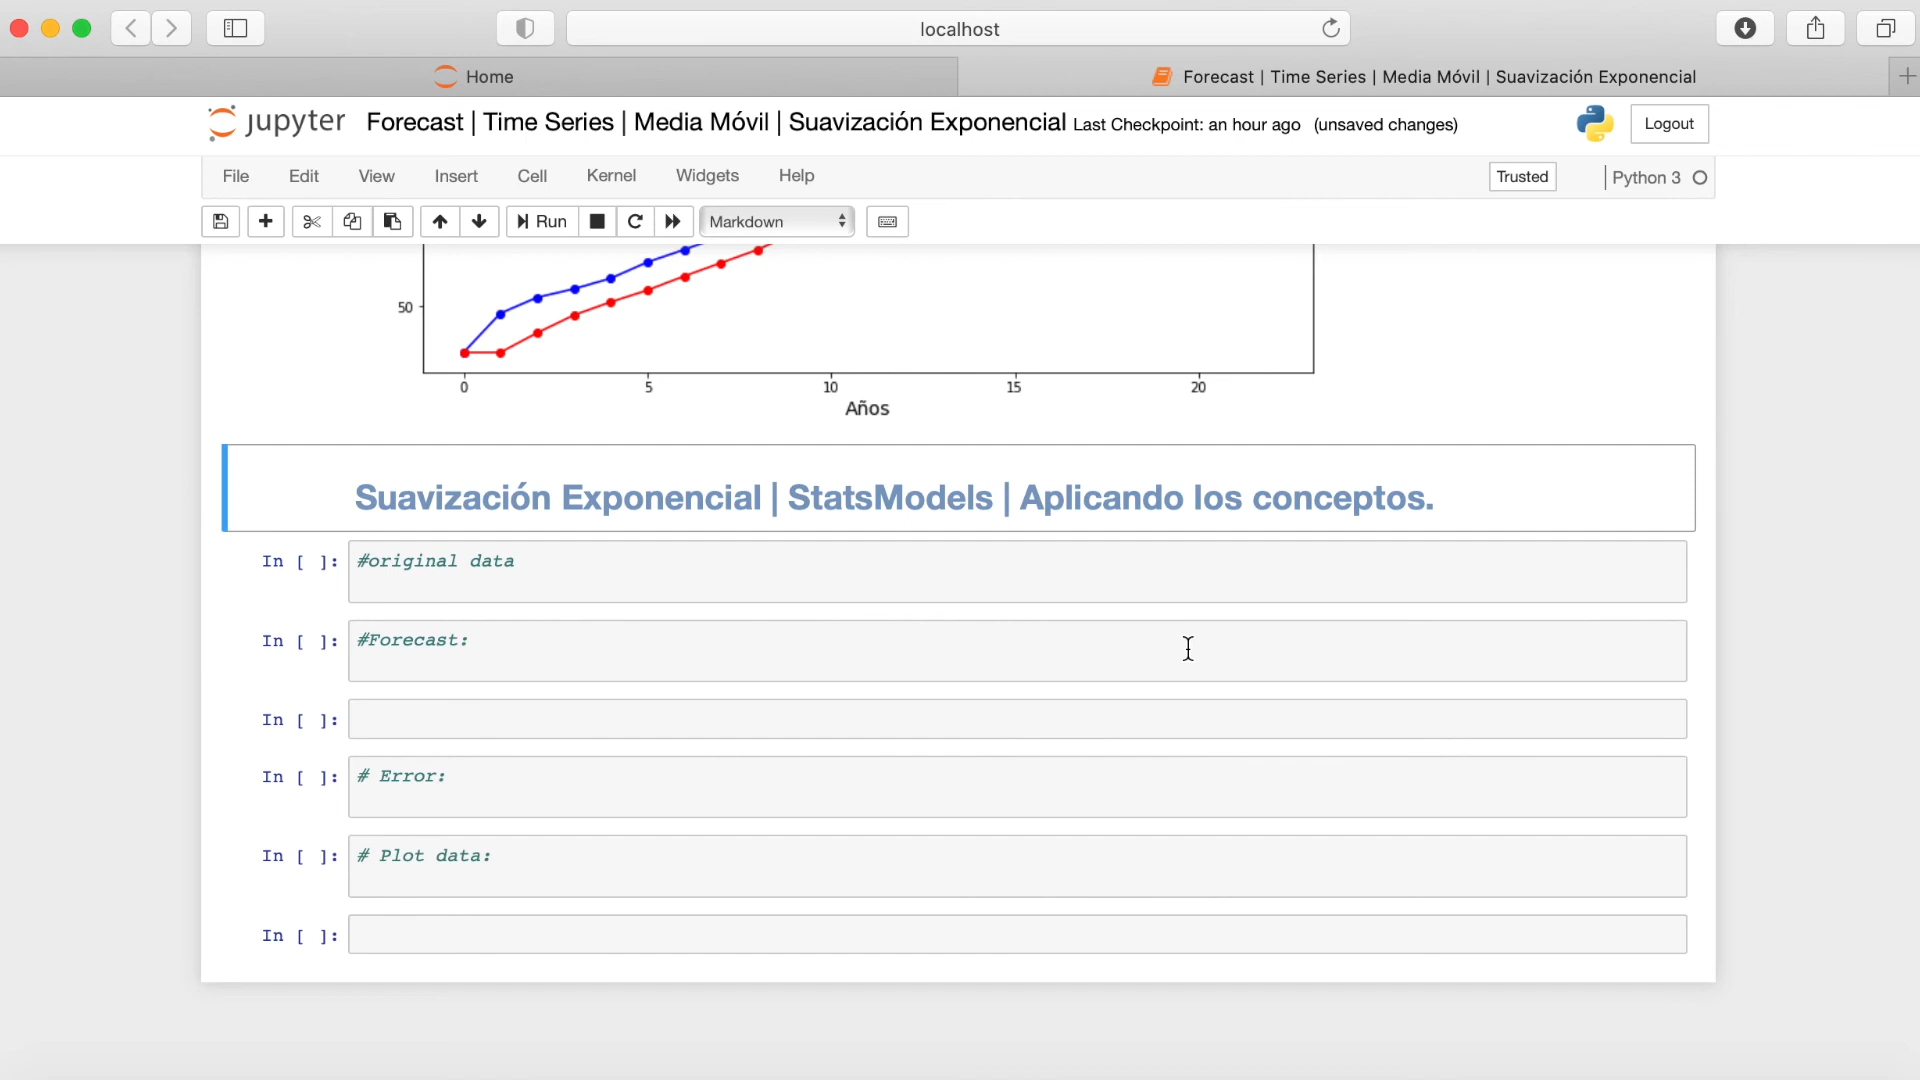 localhost
Home
Forecast | Time Series | Media Móvil | Suavización Exponencial
jupyter Forecast | Time Series | Media Móvil | Suavización Exponencial Last Checkpoint: an hour ago (unsaved changes)
Logout
File Edit View Insert Cell Kernel Widgets Help
Trusted
Python 3
Run
Markdown
50
0 5 10 15 20
Años
Suavización Exponencial | StatsModels | Aplicando los conceptos.
In [ ]: #original data
In [ ]: #Forecast:
In [ ]:
In [ ]: # Error:
In [ ]: # Plot data:
In [ ]: